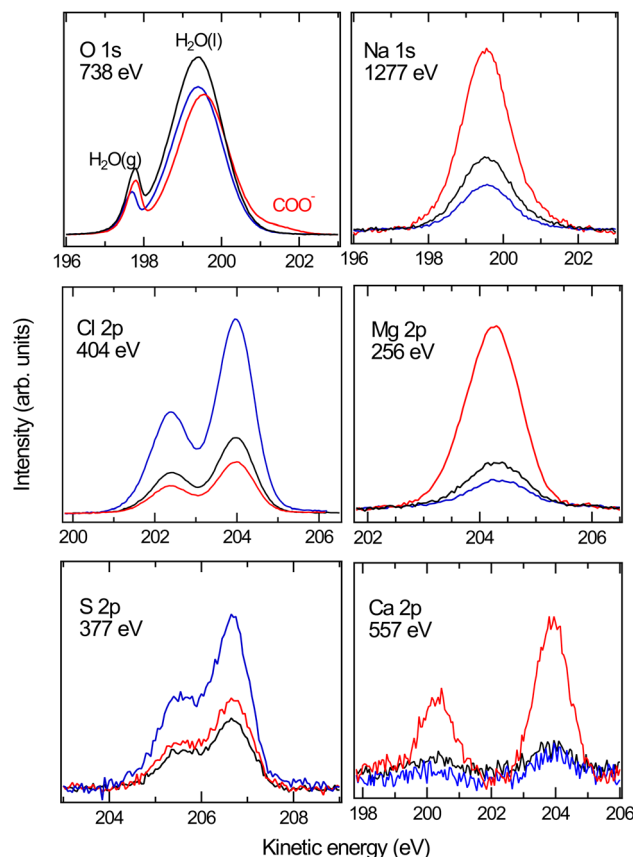 O 1s
738 eV
H₂O(l)
H₂O(g)
COO⁻
196 198 200 202
Na 1s
1277 eV
196 198 200 202
Cl 2p
404 eV
200 202 204 206
Mg 2p
256 eV
202 204 206
S 2p
377 eV
204 206 208
Ca 2p
557 eV
198 200 202 204 206
Intensity (arb. units)
Kinetic energy (eV)